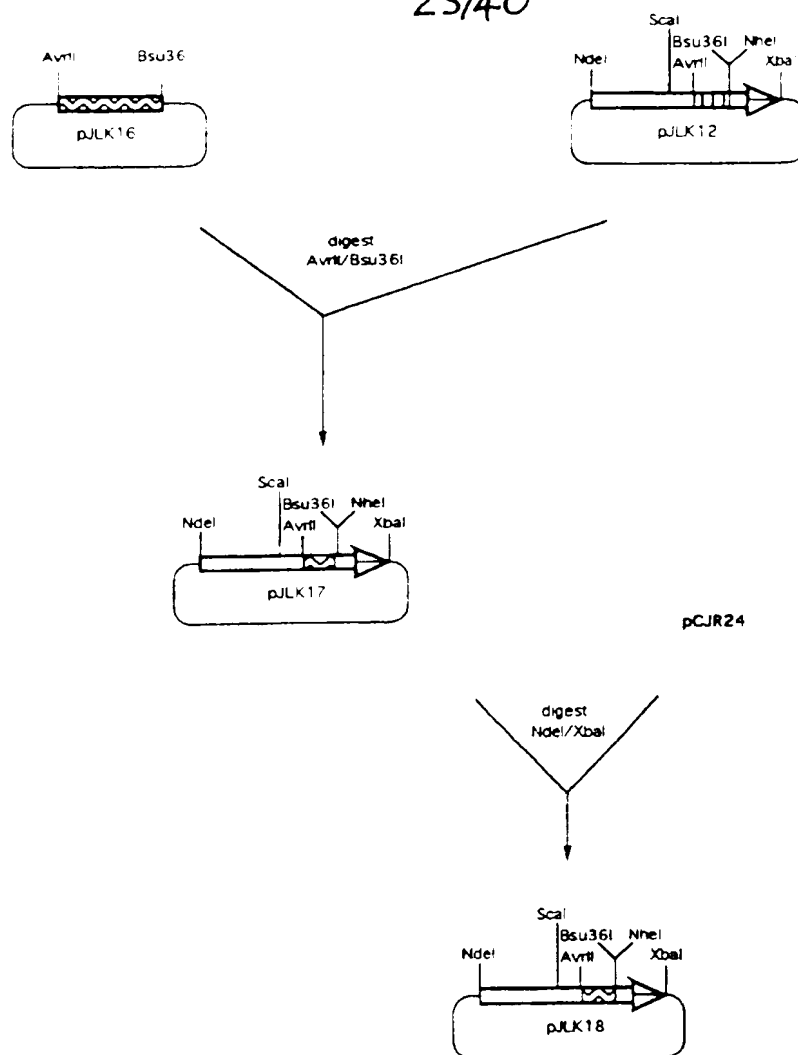 23/40
AvrII Bsu36
pJLK16
ScaI
Bsu36I NheI
NdeI AvrII XbaI
pJLK12
digest
AvrII/Bsu36I
ScaI
Bsu36I NheI
NdeI AvrII XbaI
pJLK17
pCJR24
digest
NdeI/XbaI
ScaI
Bsu36I NheI
NdeI AvrII XbaI
pJLK18